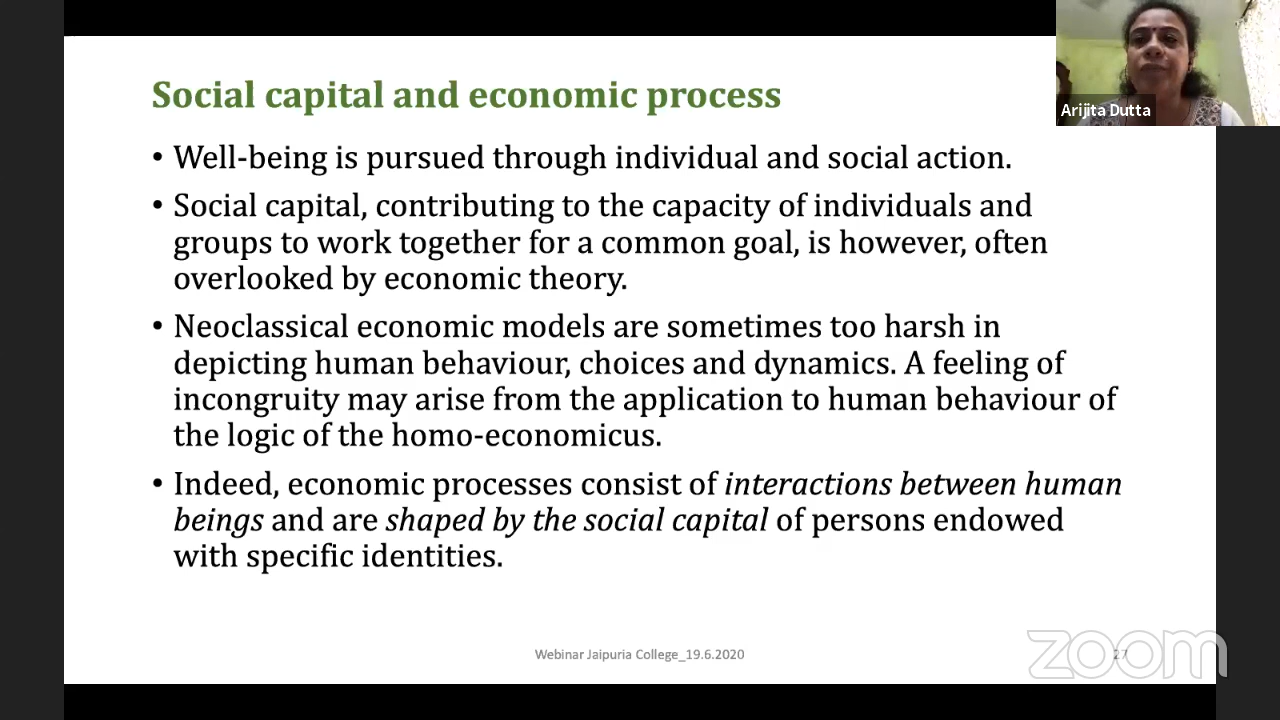 Social capital and economic process
Arijita Dutta
• Well-being is pursued through individual and social action.
• Social capital, contributing to the capacity of individuals and
groups to work together for a common goal, is however, often
overlooked by economic theory.
• Neoclassical economic models are sometimes too harsh in
depicting human behaviour, choices and dynamics. A feeling of
incongruity may arise from the application to human behaviour of
the logic of the homo-economicus.
• Indeed, economic processes consist of interactions between human
beings and are shaped by the social capital of persons endowed
with specific identities.
Webinar Jaipuria College_19.6.2020
27
zoom